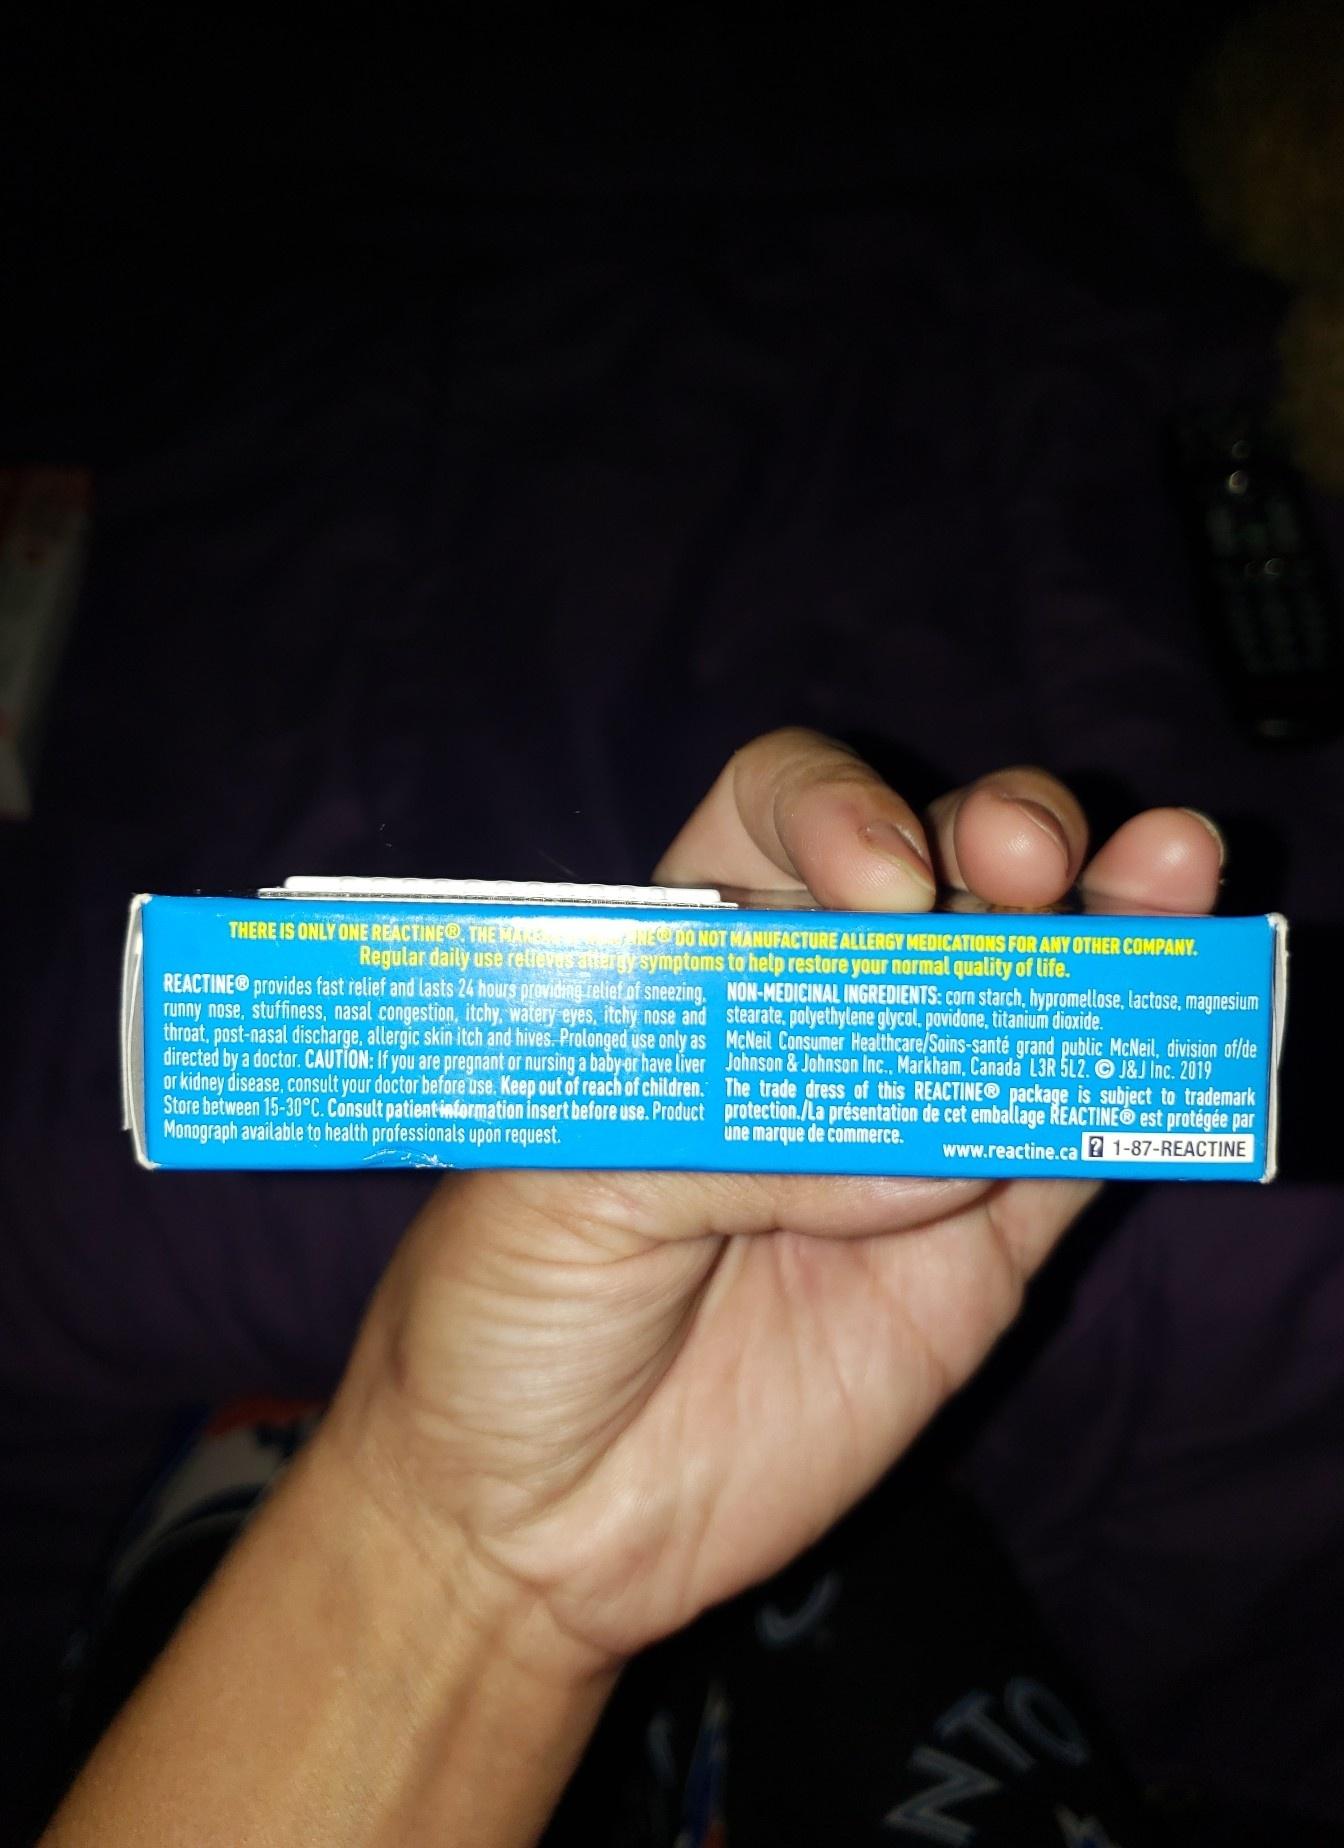 THERE IS ONLY ONE REACTINE®. THE MAKERS OF REACTINE® DO NOT MANUFACTURE ALLERGY MEDICATIONS FOR ANY OTHER COMPANY.
Regular daily use relieves allergy symptoms to help restore your normal quality of life.
REACTINE® provides fast relief and lasts 24 hours providing relief of sneezing,
runny nose, stuffiness, nasal congestion, itchy, watery eyes, itchy nose and
throat, post-nasal discharge, allergic skin itch and hives. Prolonged use only as
directed by a doctor. CAUTION: If you are pregnant or nursing a baby or have liver
or kidney disease, consult your doctor before use. Keep out of reach of children.
Store between 15-30°C. Consult patient information insert before use. Product
Monograph available to health professionals upon request.
NON-MEDICINAL INGREDIENTS: corn starch, hypromellose, lactose, magnesium
stearate, polyethylene glycol, povidone, titanium dioxide.
McNeil Consumer Healthcare/Soins-santé grand public McNeil, division of/de
Johnson & Johnson Inc., Markham, Canada L3R 5L2. © J&J Inc. 2019
The trade dress of this REACTINE® package is subject to trademark
protection./La présentation de cet emballage REACTINE® est protégée par
une marque de commerce.
www.reactine.ca ? 1-87-REACTINE
NTO